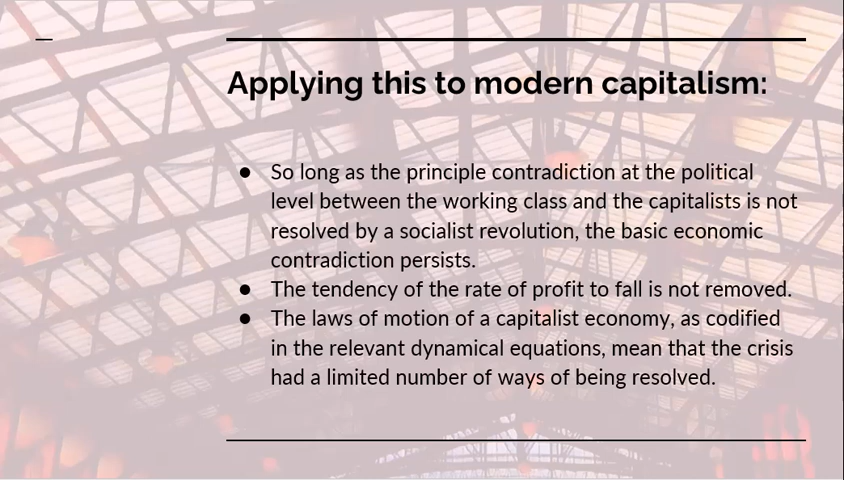 Applying this to modern capitalism:
● So long as the principle contradiction at the political
level between the working class and the capitalists is not
resolved by a socialist revolution, the basic economic
contradiction persists.
● The tendency of the rate of profit to fall is not removed.
● The laws of motion of a capitalist economy, as codified
in the relevant dynamical equations, mean that the crisis
had a limited number of ways of being resolved.